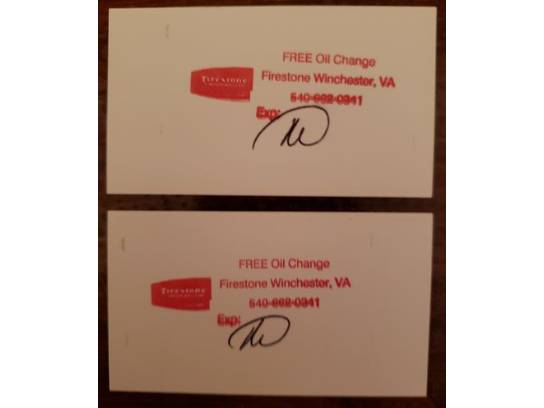 FREE Oil Change
FIRESTONE
Firestone Winchester, VA
540-662-0341
Exp:
FREE Oil Change
Firestone Winchester, VA
FIRESTONE
540-662-0341
Exp: